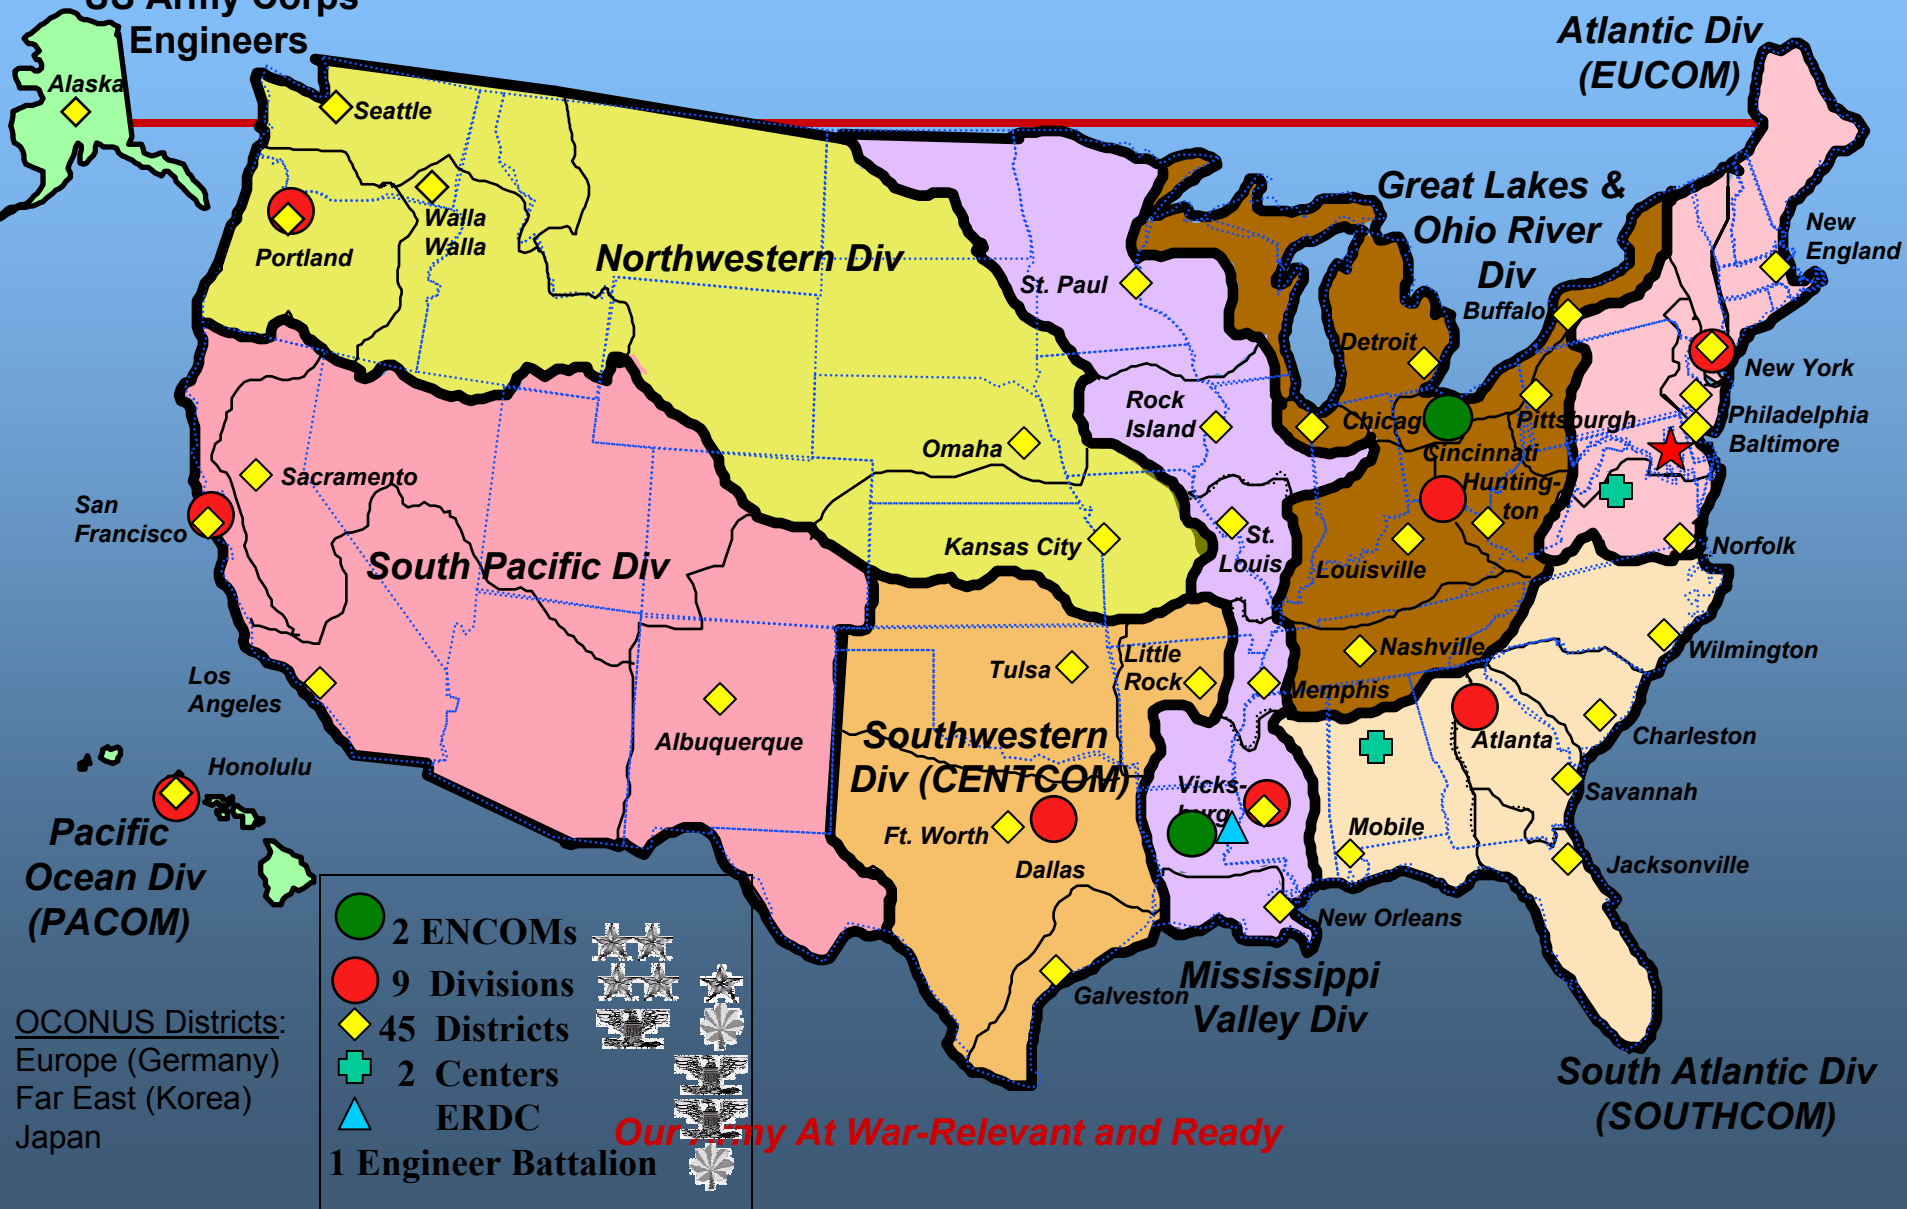 US Army Corps
Engineers
Atlantic Div
(EUCOM)
Alaska
Seattle
Great Lakes &
Ohio River
Div
Walla
Walla
Portland
Northwestern Div
New
England
St. Paul
Buffalo
Detroit
New York
Rock
Island
Chicag
Pittsburgh
Philadelphia
Baltimore
Omaha
Cincinnati
Hunting-
ton
Sacramento
San
Francisco
Kansas City
St.
Louis
Norfolk
South Pacific Div
Louisville
Nashville
Wilmington
Los
Angeles
Tulsa
Little
Rock
Memphis
Albuquerque
Southwestern
Div (CENTCOM)
Atlanta
Charleston
Honolulu
Vicks-
burg
Savannah
Pacific
Ocean Div
(PACOM)
Ft. Worth
Dallas
Mobile
Jacksonville
New Orleans
Galveston
Mississippi
Valley Div
South Atlantic Div
(SOUTHCOM)
2 ENCOMs
9 Divisions
45 Districts
2 Centers
ERDC
1 Engineer Battalion
OCONUS Districts:
Europe (Germany)
Far East (Korea)
Japan
Our Army At War-Relevant and Ready